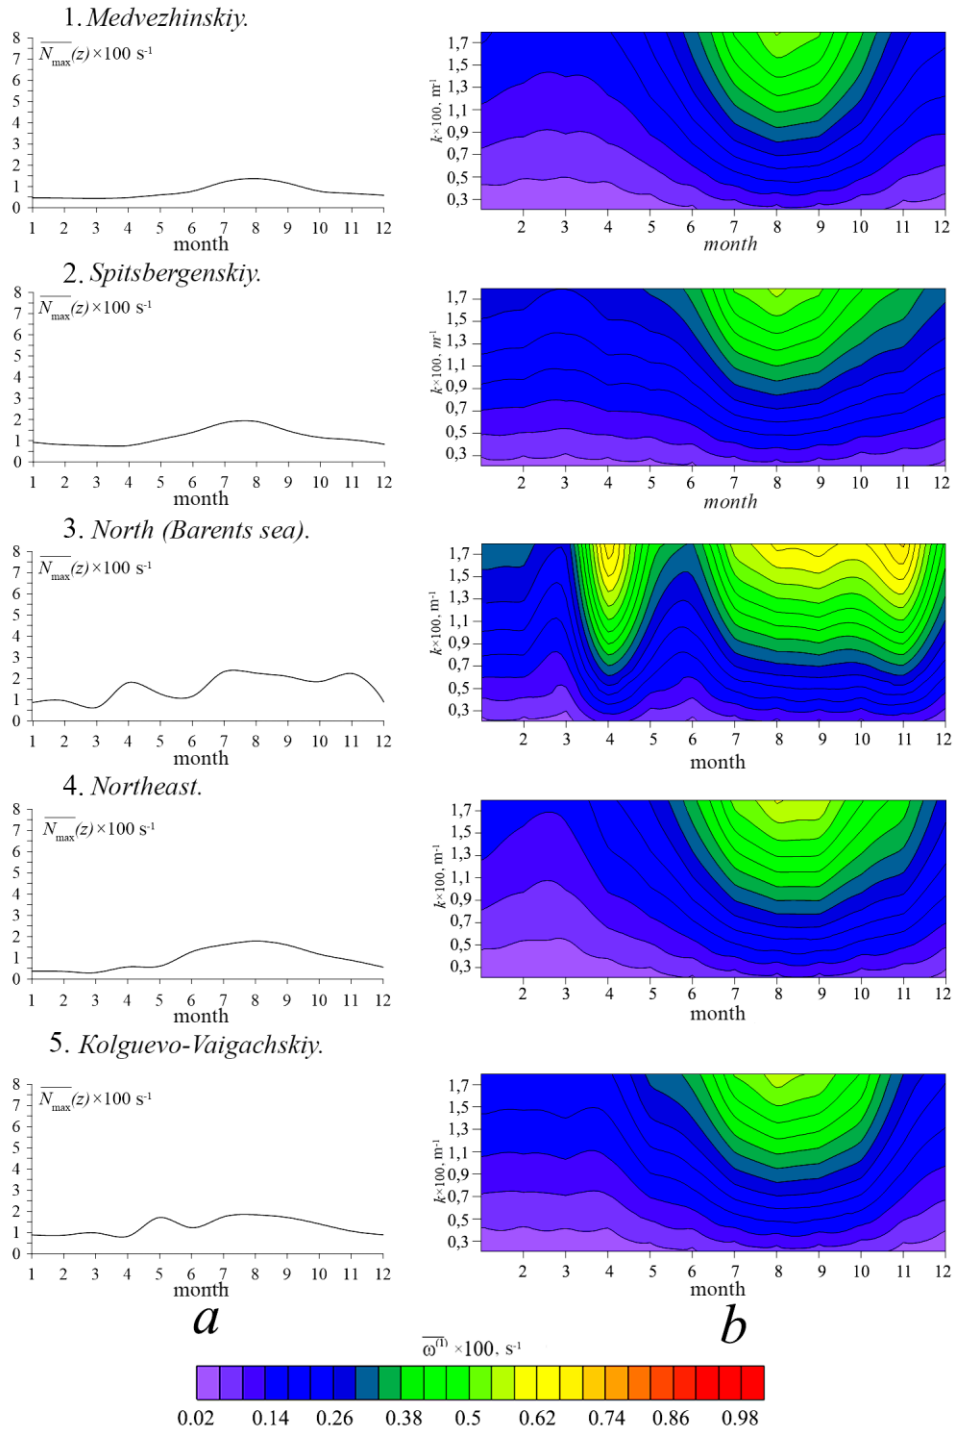 1. Medvezhinskiy.
N̅max(z)×100 s-1
8
7
6
5
4
3
2
1
0
1 2 3 4 5 6 7 8 9 10 11 12
month
k×100, m-1
1,7
1,5
1,3
1,1
0,9
0,7
0,5
0,3
2 3 4 5 6 7 8 9 10 11 12
month
2. Spitsbergenskiy.
N̅max(z)×100 s-1
8
7
6
5
4
3
2
1
0
1 2 3 4 5 6 7 8 9 10 11 12
month
k×100, m-1
1,7
1,5
1,3
1,1
0,9
0,7
0,5
0,3
2 3 4 5 6 7 8 9 10 11 12
month
3. North (Barents sea).
N̅max(z)×100 s-1
8
7
6
5
4
3
2
1
0
1 2 3 4 5 6 7 8 9 10 11 12
month
k×100, m-1
1,7
1,5
1,3
1,1
0,9
0,7
0,5
0,3
2 3 4 5 6 7 8 9 10 11 12
month
4. Northeast.
N̅max(z)×100 s-1
8
7
6
5
4
3
2
1
0
1 2 3 4 5 6 7 8 9 10 11 12
month
k×100, m-1
1,7
1,5
1,3
1,1
0,9
0,7
0,5
0,3
2 3 4 5 6 7 8 9 10 11 12
month
5. Kolguevo-Vaigachskiy.
N̅max(z)×100 s-1
8
7
6
5
4
3
2
1
0
1 2 3 4 5 6 7 8 9 10 11 12
month
k×100, m-1
1,7
1,5
1,3
1,1
0,9
0,7
0,5
0,3
2 3 4 5 6 7 8 9 10 11 12
month
a b
ω̅(1) ×100, s-1
0.02 0.14 0.26 0.38 0.5 0.62 0.74 0.86 0.98